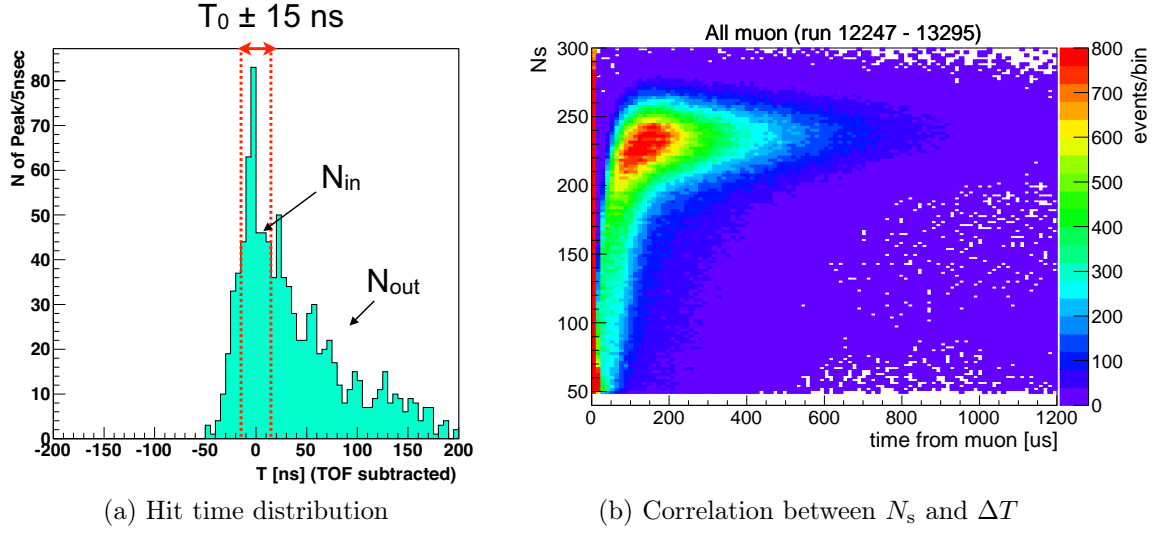 T₀ ± 15 ns
N of Peak/5nsec
80
70
60
50
40
30
20
10
0
N_in
N_out
-200 -150 -100 -50 0 50 100 150 200
T [ns] (TOF subtracted)
(a) Hit time distribution
All muon (run 12247 - 13295)
Ns
300
250
200
150
100
50
0 200 400 600 800 1000 1200
time from muon [us]
800
700
600
500
400
300
200
100
0
events/bin
(b) Correlation between N_s and ΔT